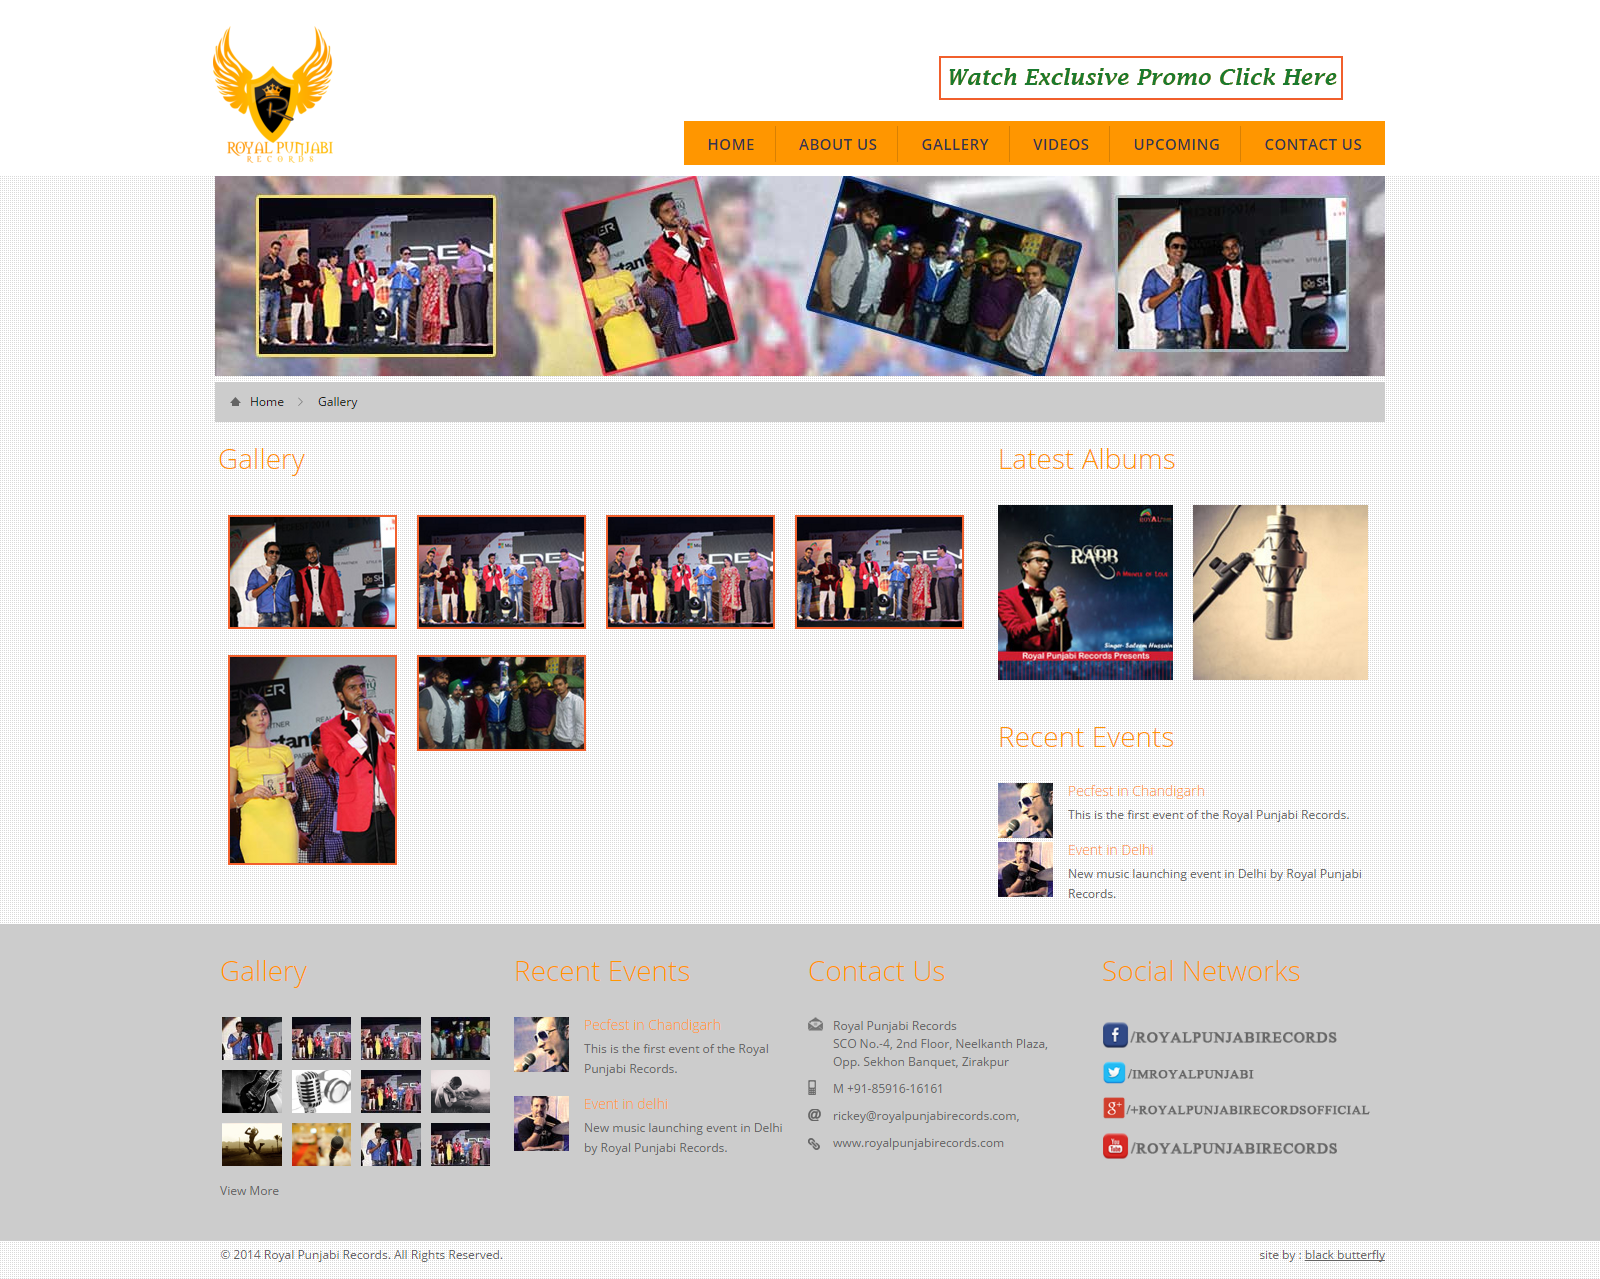 ROYAL PUNJABI
RECORDS
Watch Exclusive Promo Click Here
HOME
ABOUT US
GALLERY
VIDEOS
UPCOMING
CONTACT US
Home
Gallery
Gallery
Latest Albums
RABB
Singer Saleem Hussain
Royal Punjabi Records Presents
Recent Events
Pecfest in Chandigarh
This is the first event of the Royal Punjabi Records.
Event in Delhi
New music launching event in Delhi by Royal Punjabi
Records.
Gallery
View More
Recent Events
Pecfest in Chandigarh
This is the first event of the Royal
Punjabi Records.
Event in delhi
New music launching event in Delhi
by Royal Punjabi Records.
Contact Us
Royal Punjabi Records
SCO No.-4, 2nd Floor, Neelkanth Plaza,
Opp. Sekhon Banquet, Zirakpur
M +91-85916-16161
rickey@royalpunjabirecords.com,
www.royalpunjabirecords.com
Social Networks
/ROYALPUNJABIRECORDS
/IMROYALPUNJABI
/+ROYALPUNJABIRECORDSOFFICIAL
/ROYALPUNJABIRECORDS
© 2014 Royal Punjabi Records. All Rights Reserved.
site by : black butterfly